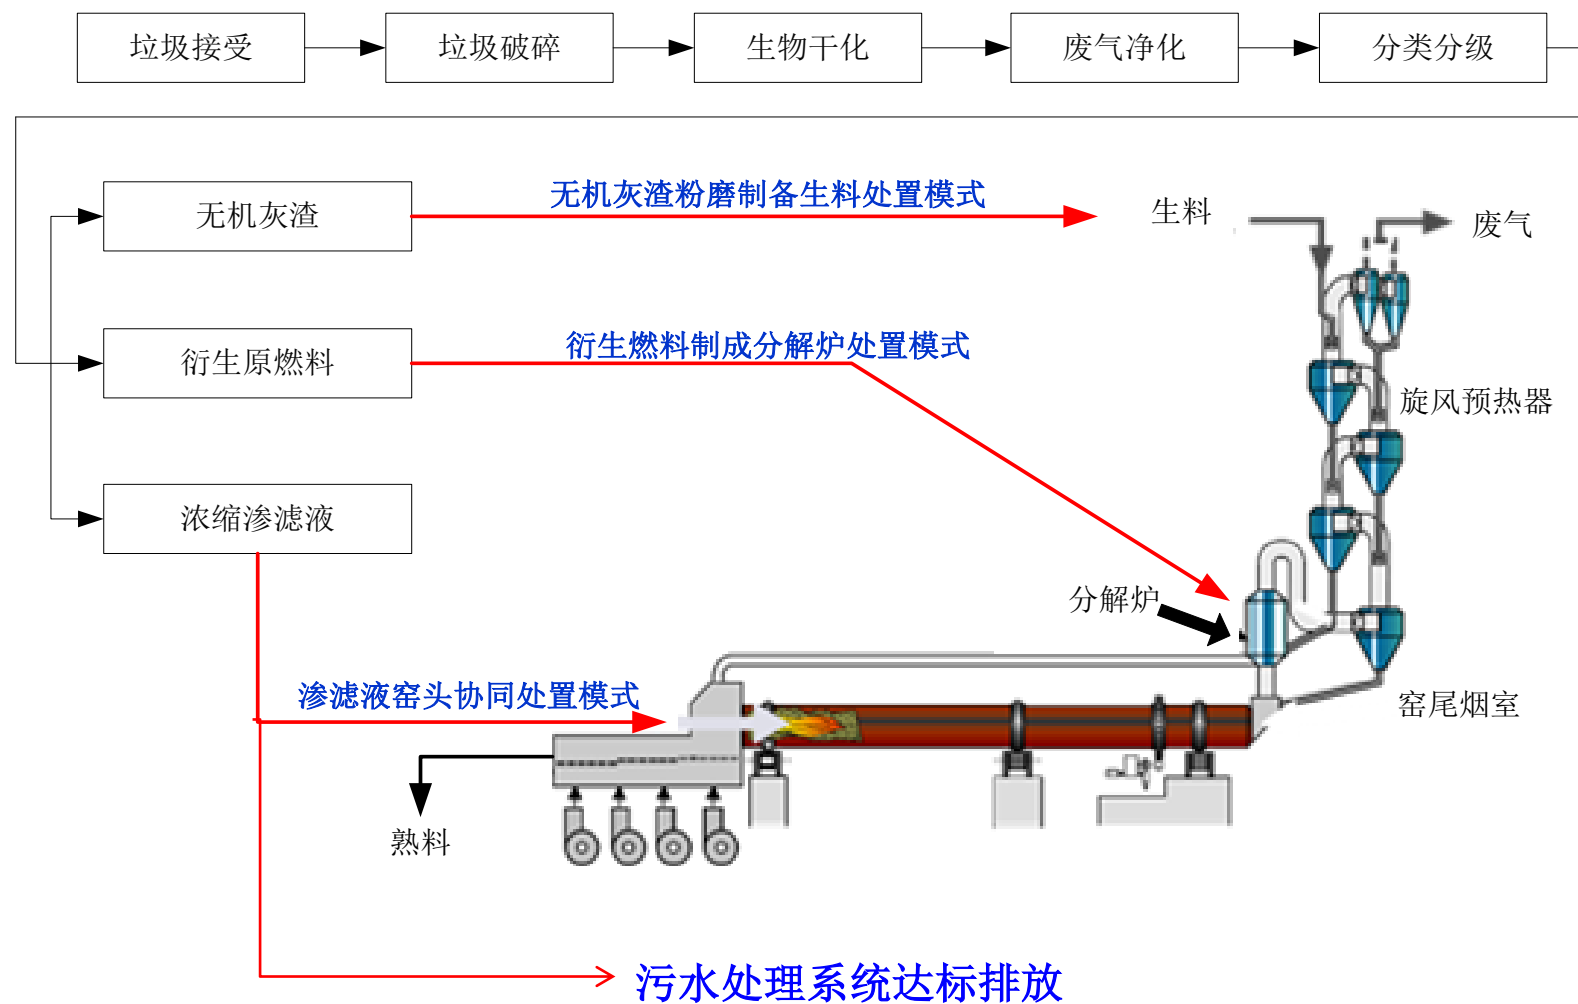 垃圾接受
垃圾破碎
生物干化
废气净化
分类分级
无机灰渣
无机灰渣粉磨制备生料处置模式
生料
废气
衍生原燃料
衍生燃料制成分解炉处置模式
旋风预热器
浓缩渗滤液
分解炉
渗滤液窑头协同处置模式
窑尾烟室
熟料
污水处理系统达标排放